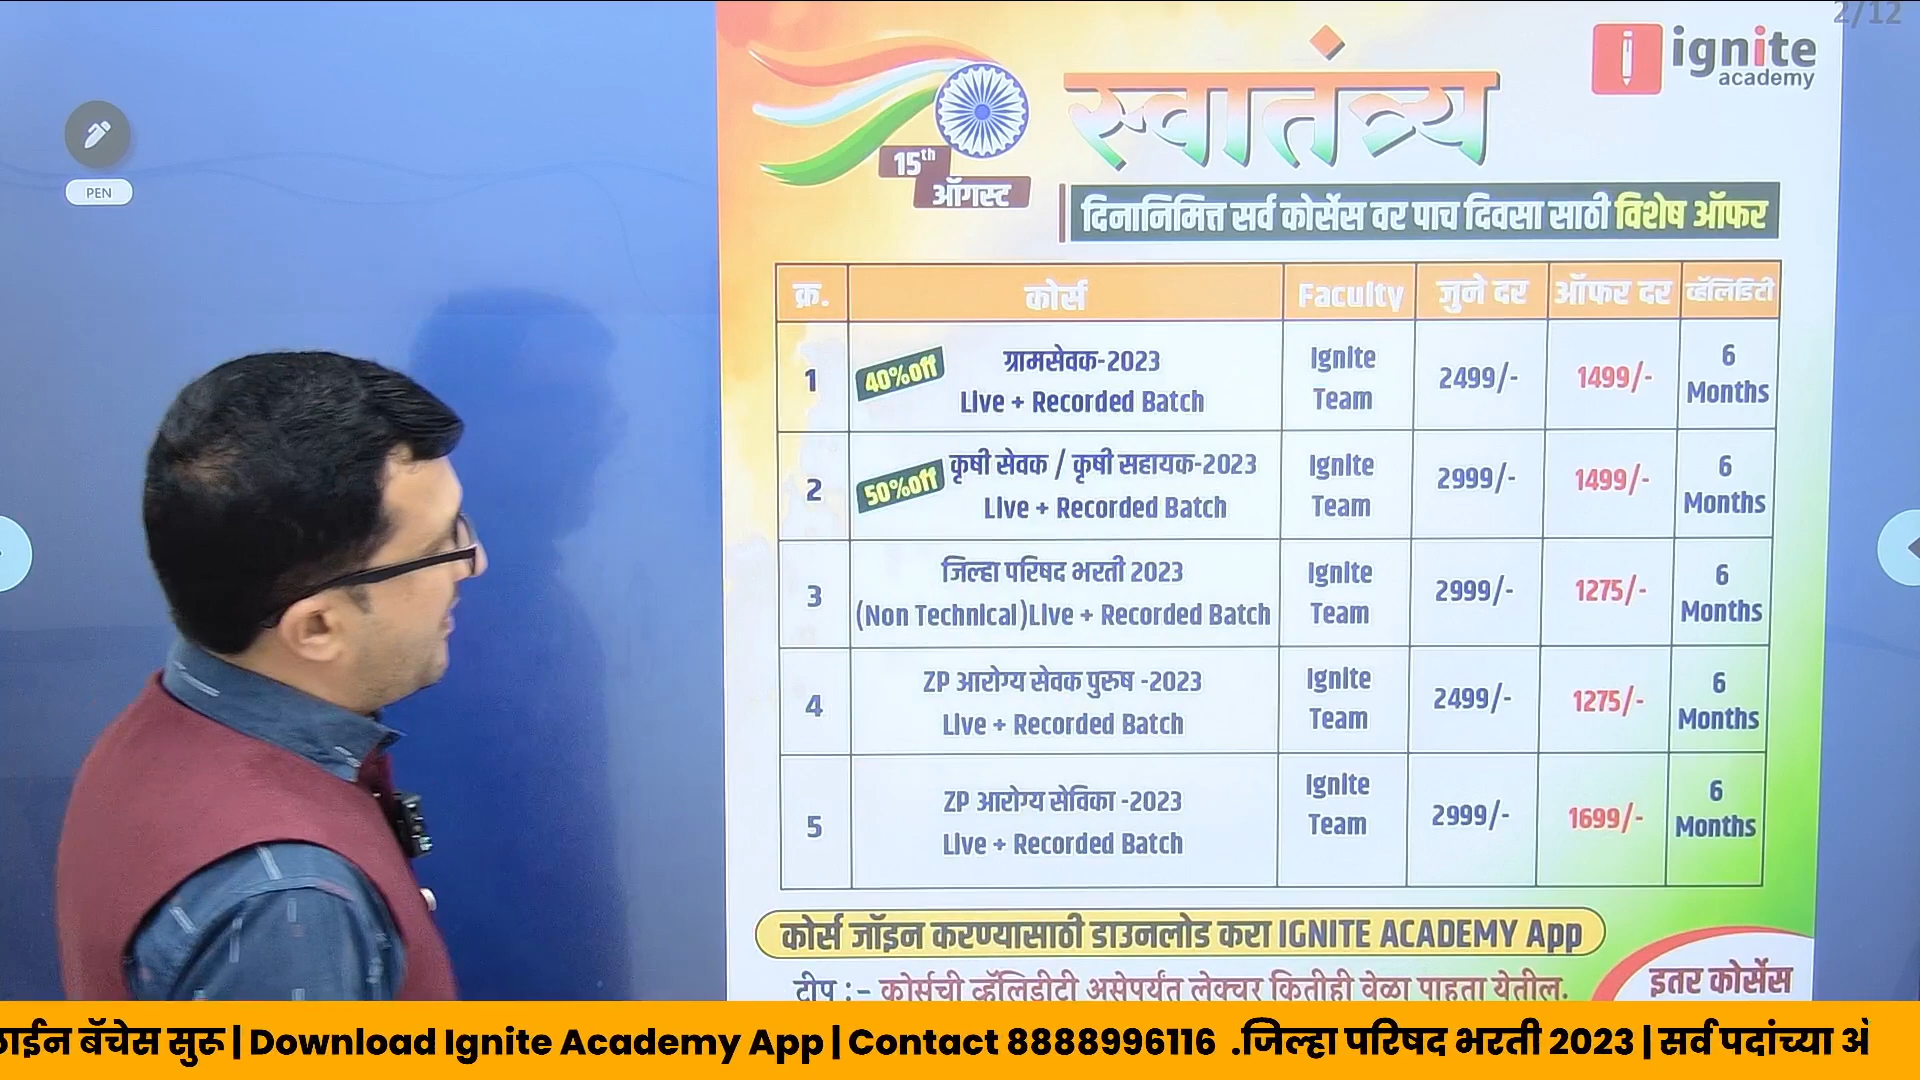 2/12
ignite
academy
PEN
स्वातंत्र्य
15th
ऑगस्ट
दिनानिमित्त सर्व कोर्सेस वर पाच दिवसा साठी विशेष ऑफर
क्र. कोर्स Faculty जुने दर ऑफर दर व्हॅलिडिटी
1 40%off ग्रामसेवक-2023 Ignite 2499/- 1499/- 6
Live + Recorded Batch Team Months
2 50%off कृषी सेवक / कृषी सहायक-2023 Ignite 2999/- 1499/- 6
Live + Recorded Batch Team Months
3 जिल्हा परिषद भरती 2023 Ignite 2999/- 1275/- 6
(Non Technical)Live + Recorded Batch Team Months
4 ZP आरोग्य सेवक पुरुष -2023 Ignite 2499/- 1275/- 6
Live + Recorded Batch Team Months
5 ZP आरोग्य सेविका -2023 Ignite 2999/- 1699/- 6
Live + Recorded Batch Team Months
कोर्स जॉइन करण्यासाठी डाउनलोड करा IGNITE ACADEMY App
टीप :- कोर्सची व्हॅलिडीटी असेपर्यंत लेक्चर कितीही वेळा पाहता येतील.
इतर कोर्सेस
बॅचेस सुरू | Download Ignite Academy App | Contact 8888996116 .जिल्हा परिषद भरती 2023 | सर्व पदांच्या